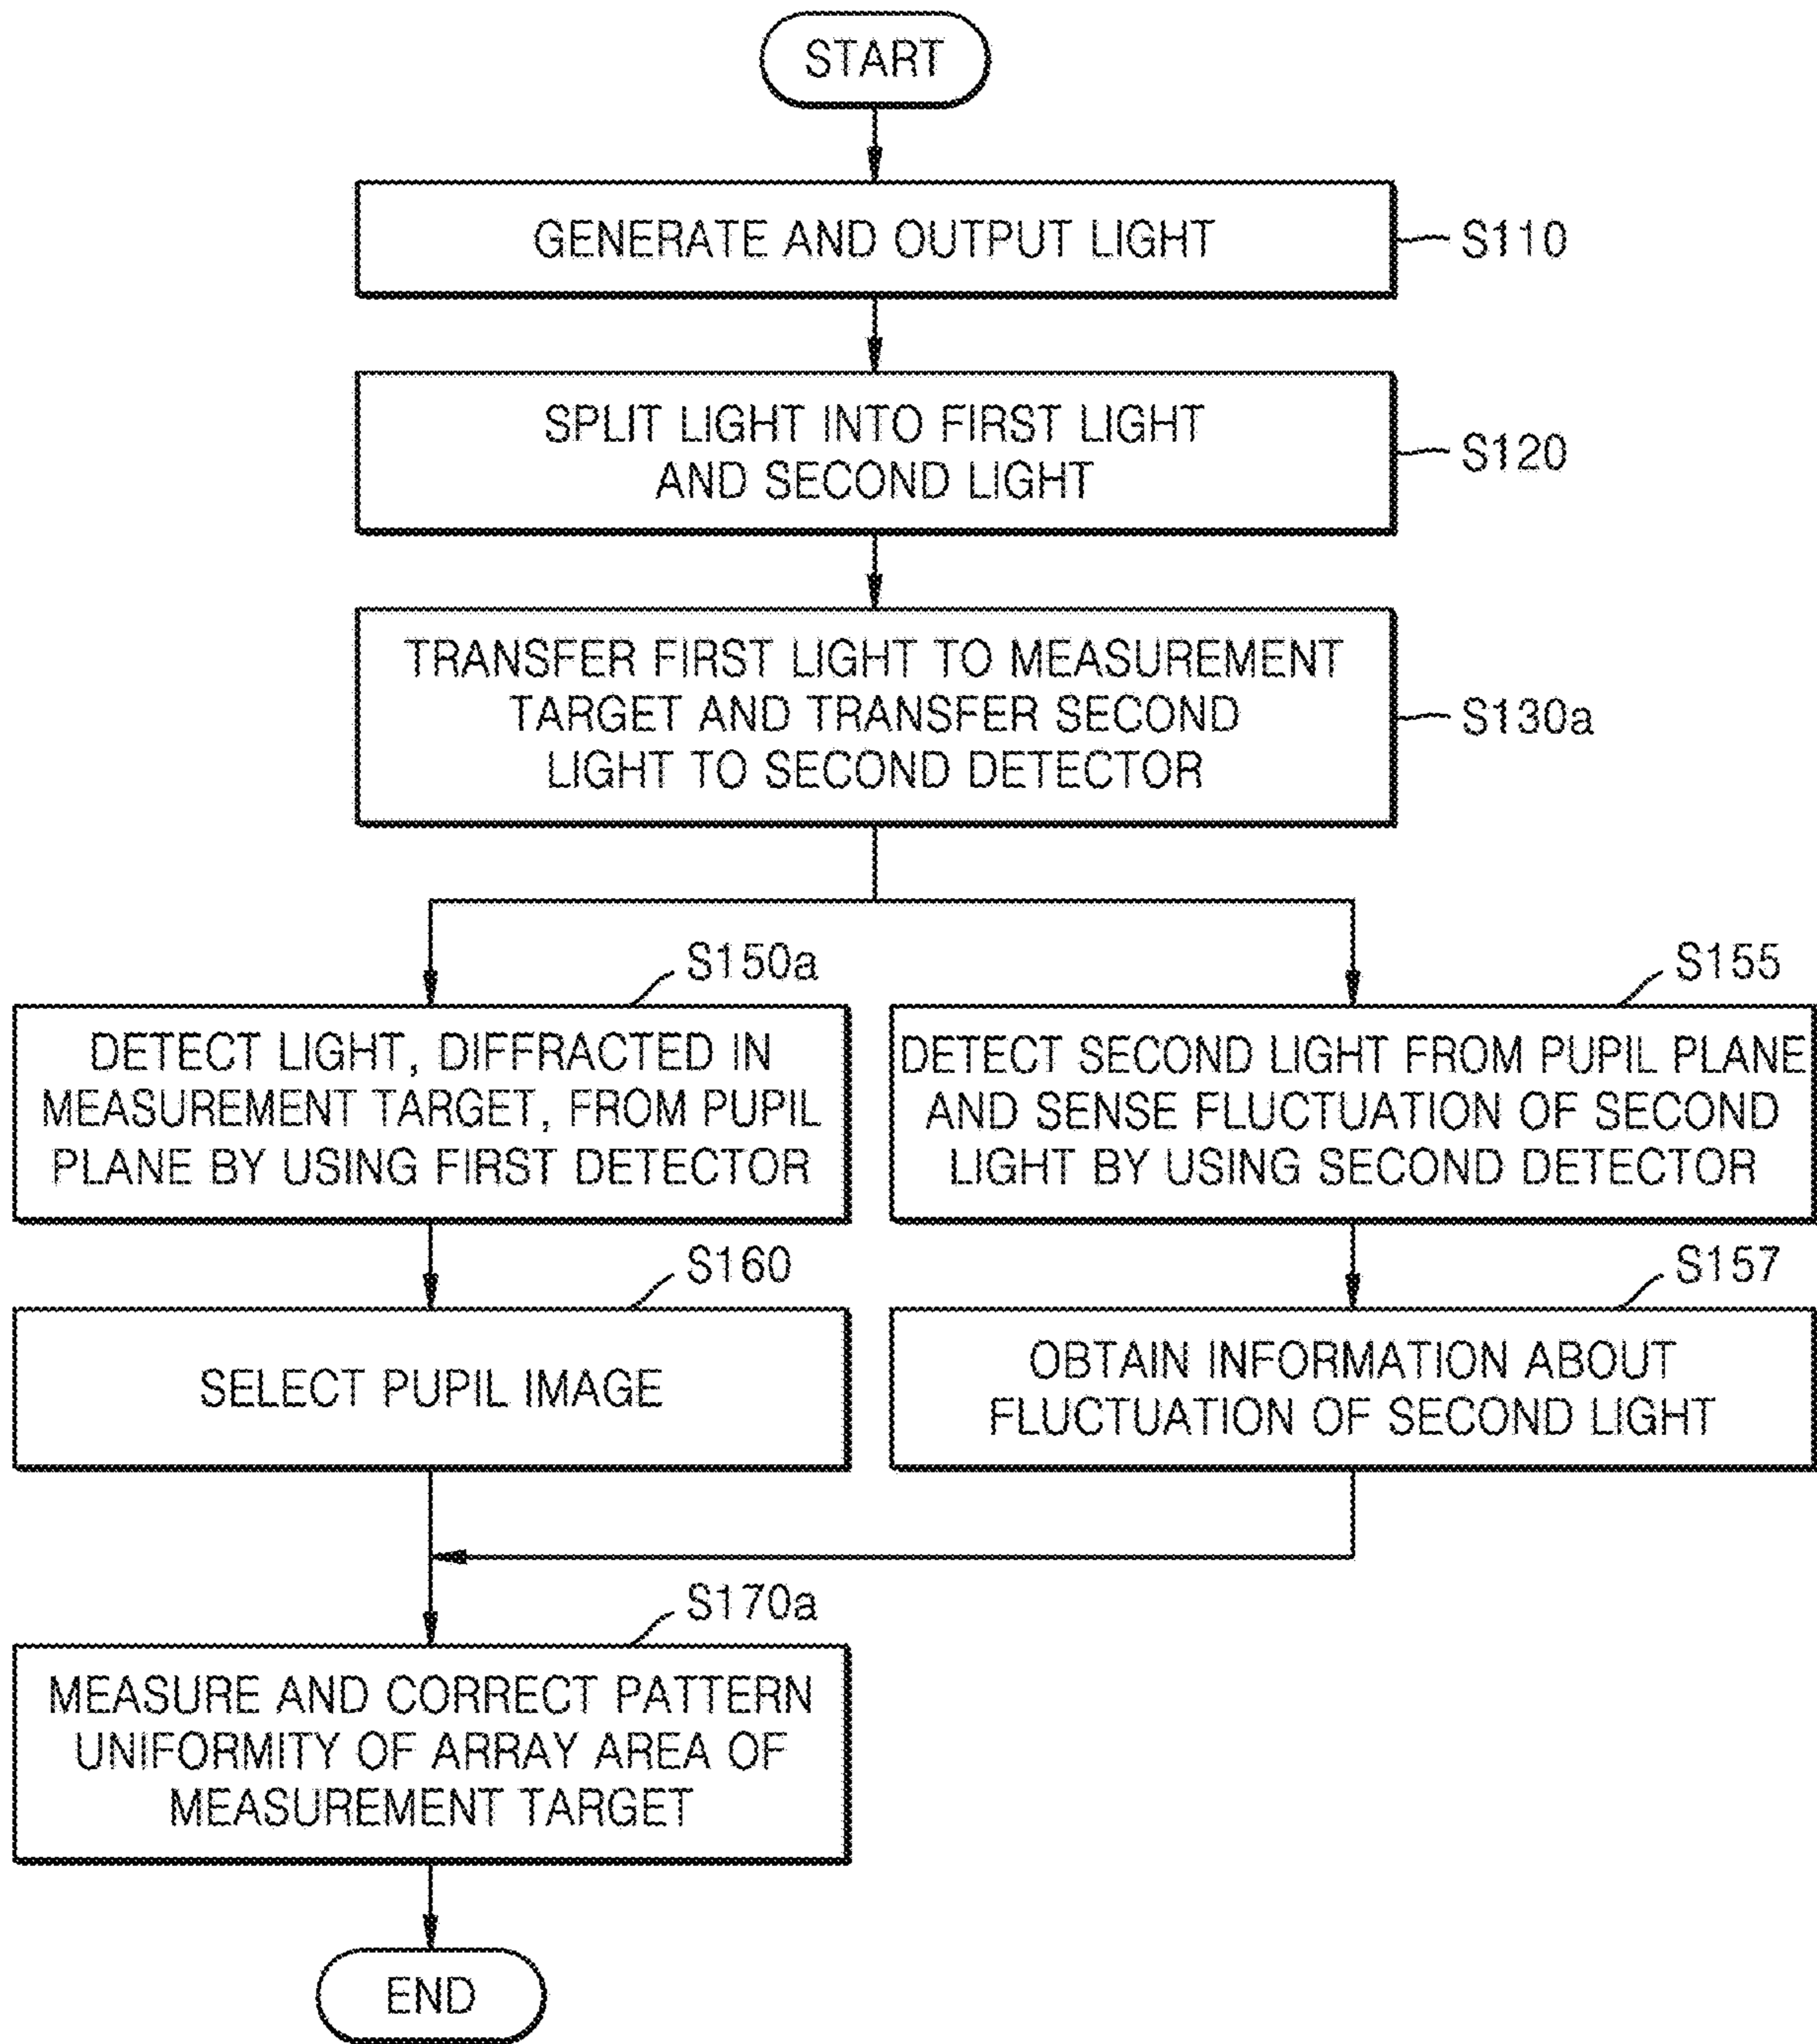 START
GENERATE AND OUTPUT LIGHT
S110
SPLIT LIGHT INTO FIRST LIGHT
AND SECOND LIGHT
S120
TRANSFER FIRST LIGHT TO MEASUREMENT
TARGET AND TRANSFER SECOND
LIGHT TO SECOND DETECTOR
S130a
S150a
DETECT LIGHT, DIFFRACTED IN
MEASUREMENT TARGET, FROM PUPIL
PLANE BY USING FIRST DETECTOR
S155
DETECT SECOND LIGHT FROM PUPIL PLANE
AND SENSE FLUCTUATION OF SECOND
LIGHT BY USING SECOND DETECTOR
S160
SELECT PUPIL IMAGE
S157
OBTAIN INFORMATION ABOUT
FLUCTUATION OF SECOND LIGHT
S170a
MEASURE AND CORRECT PATTERN
UNIFORMITY OF ARRAY AREA OF
MEASUREMENT TARGET
END